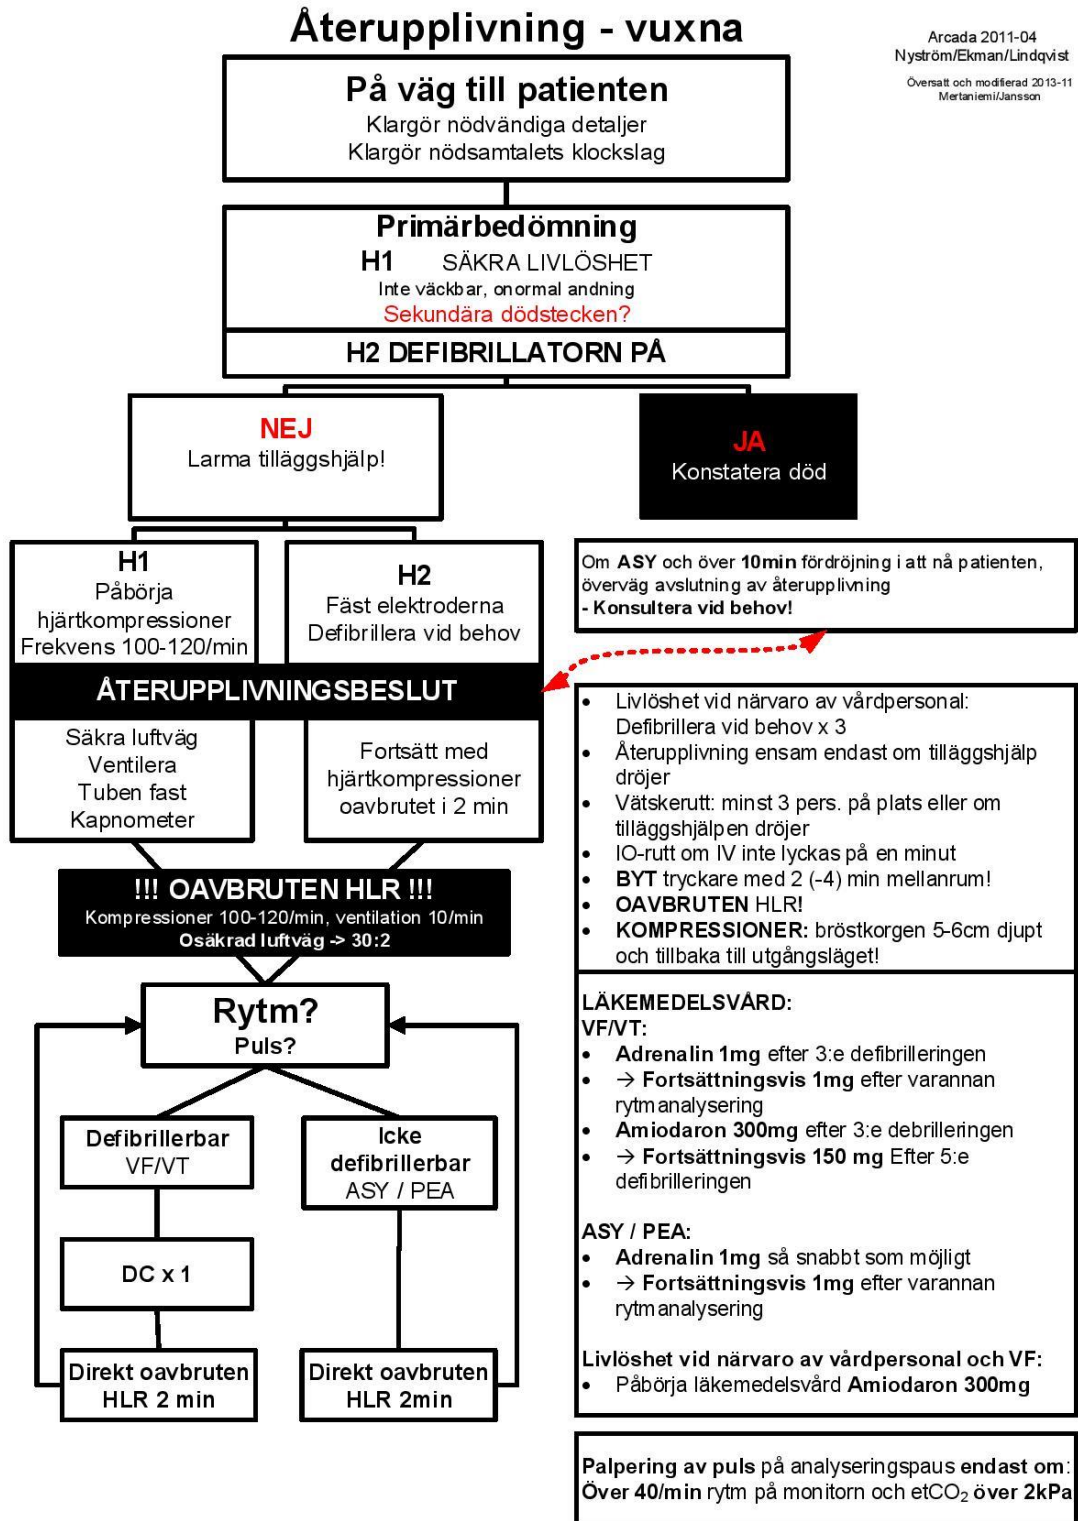 Återupplivning - vuxna
Arcada 2011-04
Nyström/Ekman/Lindqvist
Översatt och modifierad 2013-11
Mertaniemi/Jansson
På väg till patienten
Klargör nödvändiga detaljer
Klargör nödsamtalets klockslag
Primärbedömning
H1 SÄKRA LIVLÖSHET
Inte väckbar, onormal andning
Sekundära dödstecken?
H2 DEFIBRILLATORN PÅ
NEJ
Larma tilläggshjälp!
JA
Konstatera död
H1
Påbörja
hjärtkompressioner
Frekvens 100-120/min
H2
Fäst elektroderna
Defibrillera vid behov
ÅTERUPPLIVNINGSBESLUT
Säkra luftväg
Ventilera
Tuben fast
Kapnometer
Fortsätt med
hjärtkompressioner
oavbrutet i 2 min
!!! OAVBRUTEN HLR !!!
Kompressioner 100-120/min, ventilation 10/min
Osäkrad luftväg -> 30:2
Rytm?
Puls?
Defibrillerbar
VF/VT
DC x 1
Direkt oavbruten
HLR 2 min
Icke
defibrillerbar
ASY / PEA
Direkt oavbruten
HLR 2min
Om ASY och över 10min fördröjning i att nå patienten,
överväg avslutning av återupplivning
- Konsultera vid behov!
• Livlöshet vid närvaro av vårdpersonal:
Defibrillera vid behov x 3
• Återupplivning ensam endast om tilläggshjälp
dröjer
• Vätskerutt: minst 3 pers. på plats eller om
tilläggshjälpen dröjer
• IO-rutt om IV inte lyckas på en minut
• BYT tryckare med 2 (-4) min mellanrum!
• OAVBRUTEN HLR!
• KOMPRESSIONER: bröstkorgen 5-6cm djupt
och tillbaka till utgångsläget!
LÄKEMEDELSVÅRD:
VF/VT:
• Adrenalin 1mg efter 3:e defibrilleringen
• → Fortsättningsvis 1mg efter varannan
rytmanalysering
• Amiodaron 300mg efter 3:e debrilleringen
• → Fortsättningsvis 150 mg Efter 5:e
defibrilleringen
ASY / PEA:
• Adrenalin 1mg så snabbt som möjligt
• → Fortsättningsvis 1mg efter varannan
rytmanalysering
Livlöshet vid närvaro av vårdpersonal och VF:
• Påbörja läkemedelsvård Amiodaron 300mg
Palpering av puls på analyseringspaus endast om:
Över 40/min rytm på monitorn och etCO₂ över 2kPa